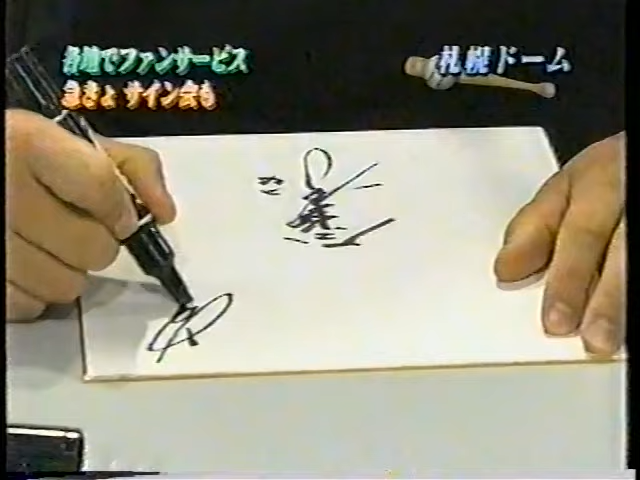 各地でファンサービス
急きょ サイン会も
札幌ドーム